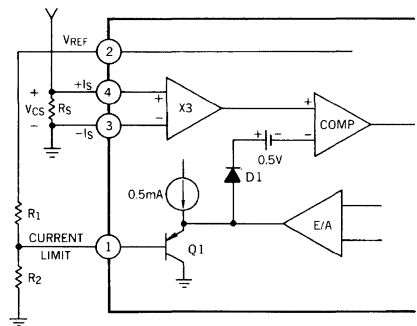 VREF
2
+IS
4
+
VCS
RS
-
-IS
3
+
-
X3
+
-
COMP
+
-
0.5V
D1
0.5mA
R1
CURRENT
LIMIT
1
Q1
E/A
R2